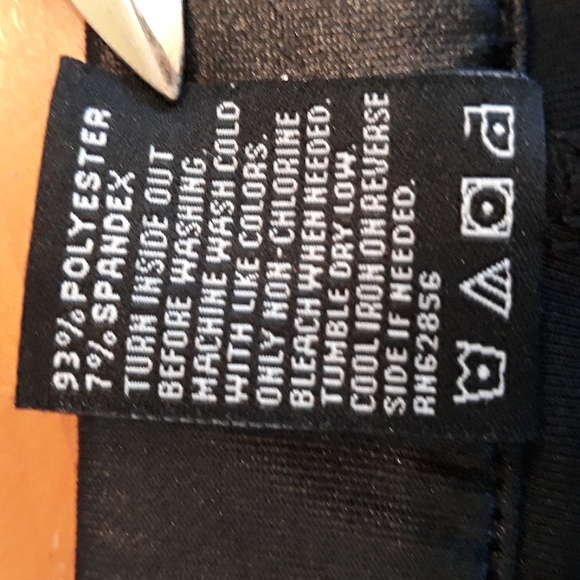 93% POLYESTER
7% SPANDEX
TURN INSIDE OUT
BEFORE WASHING.
MACHINE WASH COLD
WITH LIKE COLORS.
ONLY NON-CHLORINE
BLEACH WHEN NEEDED.
TUMBLE DRY LOW.
COOL IRON ON REVERSE
SIDE IF NEEDED.
RN62856